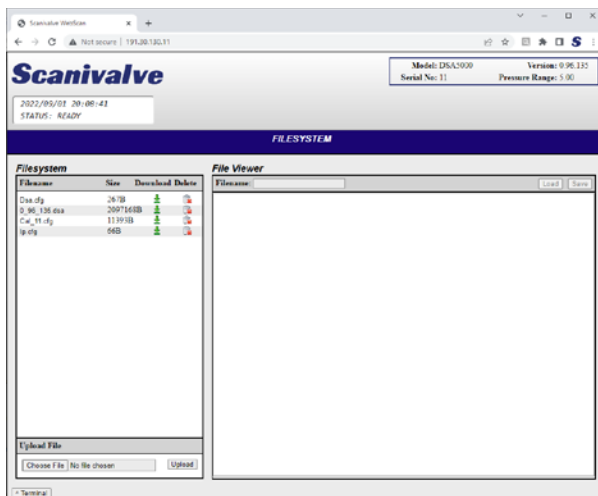 Scanivalve WebScan
Not secure | 191.30.130.11
Scanivalve
Model: DSA5000
Version: 0.96.135
Serial No: 11
Pressure Range: 5.00
2022/09/01 20:08:41
STATUS: READY
FILESYSTEM
Filesystem
Filename Size Download Delete
Dsa.cfg 267B
0_96_135.dsa 2097168B
Cal_11.cfg 11393B
Ip.cfg 66B
Upload File
Choose File No file chosen Upload
File Viewer
Filename: Load Save
^ Terminal